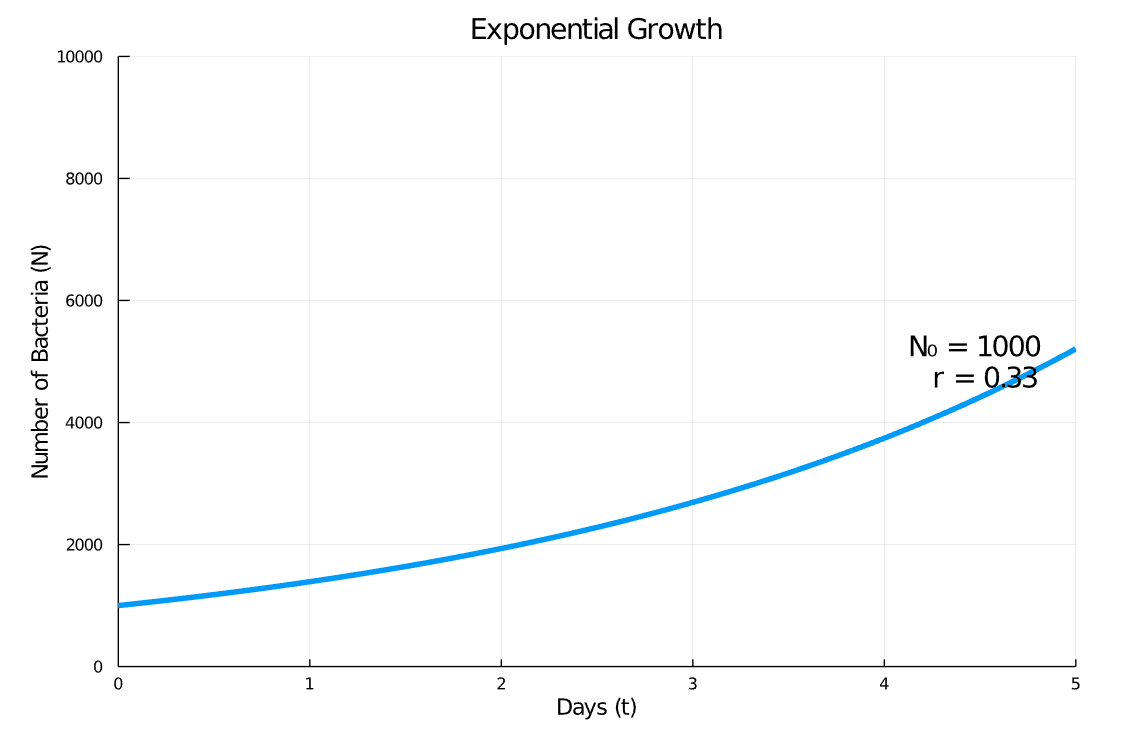 Exponential Growth
10000
8000
6000
4000
2000
0
Number of Bacteria (N)
N₀ = 1000
r = 0.33
0 1 2 3 4 5
Days (t)